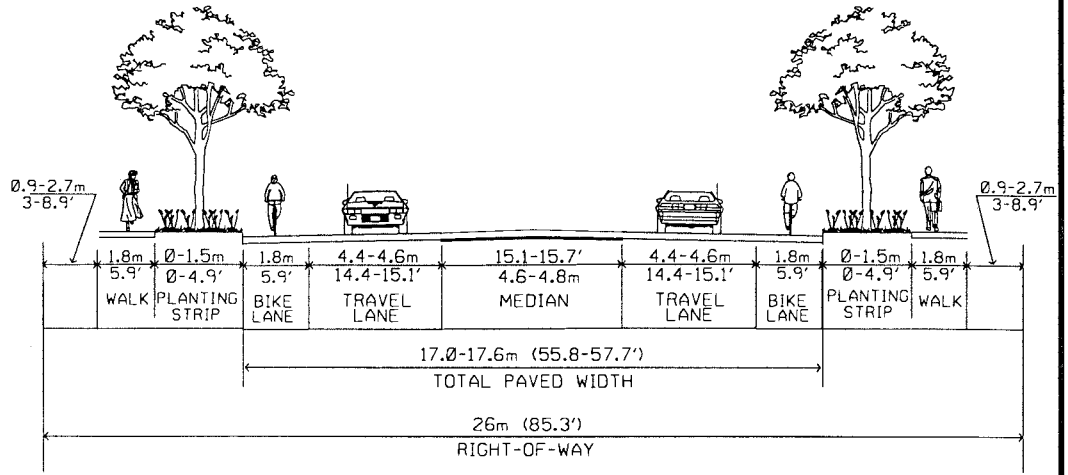 0.9-2.7m
3-8.9'
0.9-2.7m
3-8.9'
1.8m 0-1.5m 1.8m 4.4-4.6m 15.1-15.7' 4.4-4.6m 1.8m 0-1.5m 1.8m
5.9' 0-4.9' 5.9' 14.4-15.1' 4.6-4.8m 14.4-15.1' 5.9' 0-4.9' 5.9'
WALK PLANTING STRIP BIKE LANE TRAVEL LANE MEDIAN TRAVEL LANE BIKE LANE PLANTING STRIP WALK
17.0-17.6m (55.8-57.7')
TOTAL PAVED WIDTH
26m (85.3')
RIGHT-OF-WAY